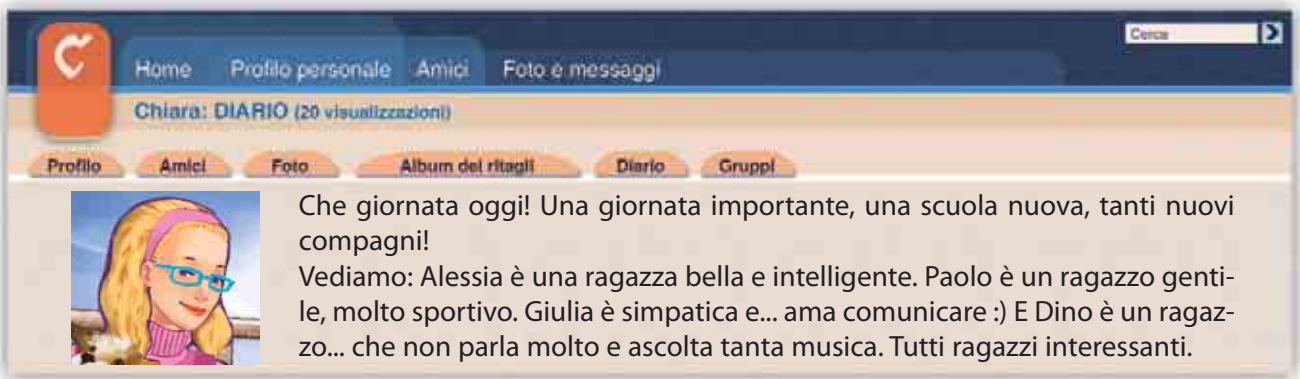 Cerca
Home Profilo personale Amici Foto e messaggi
Chiara: DIARIO (20 visualizzazioni)
Profilo Amici Foto Album dei ritagli Diario Gruppi
Che giornata oggi! Una giornata importante, una scuola nuova, tanti nuovi
compagni!
Vediamo: Alessia è una ragazza bella e intelligente. Paolo è un ragazzo genti-
le, molto sportivo. Giulia è simpatica e... ama comunicare :) E Dino è un ragaz-
zo... che non parla molto e ascolta tanta musica. Tutti ragazzi interessanti.